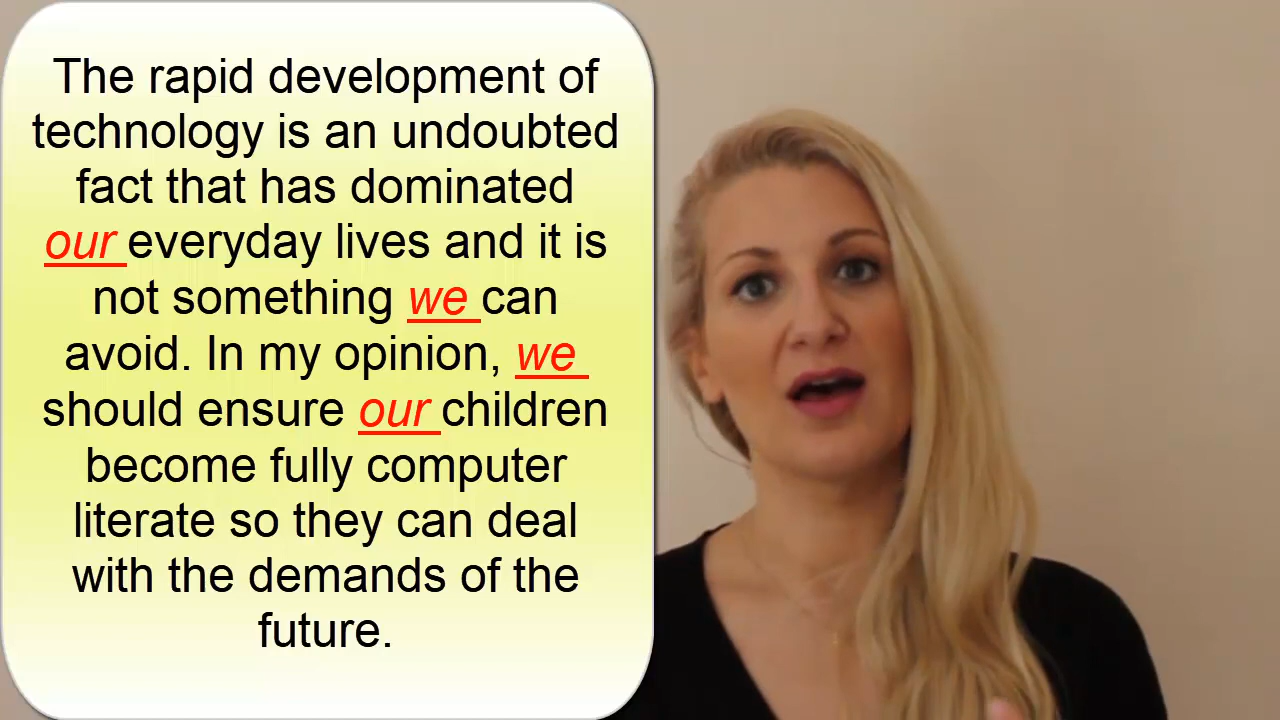 The rapid development of
technology is an undoubted
fact that has dominated
our everyday lives and it is
not something we can
avoid. In my opinion, we
should ensure our children
become fully computer
literate so they can deal
with the demands of the
future.